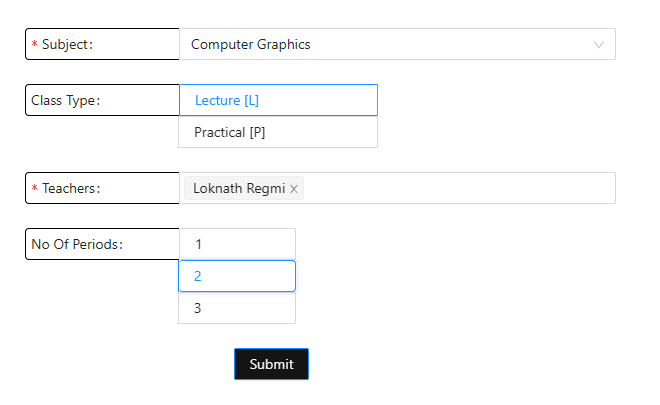 * Subject: Computer Graphics
Class Type: Lecture [L]
Practical [P]
* Teachers: Loknath Regmi ×
No Of Periods: 1
2
3
Submit